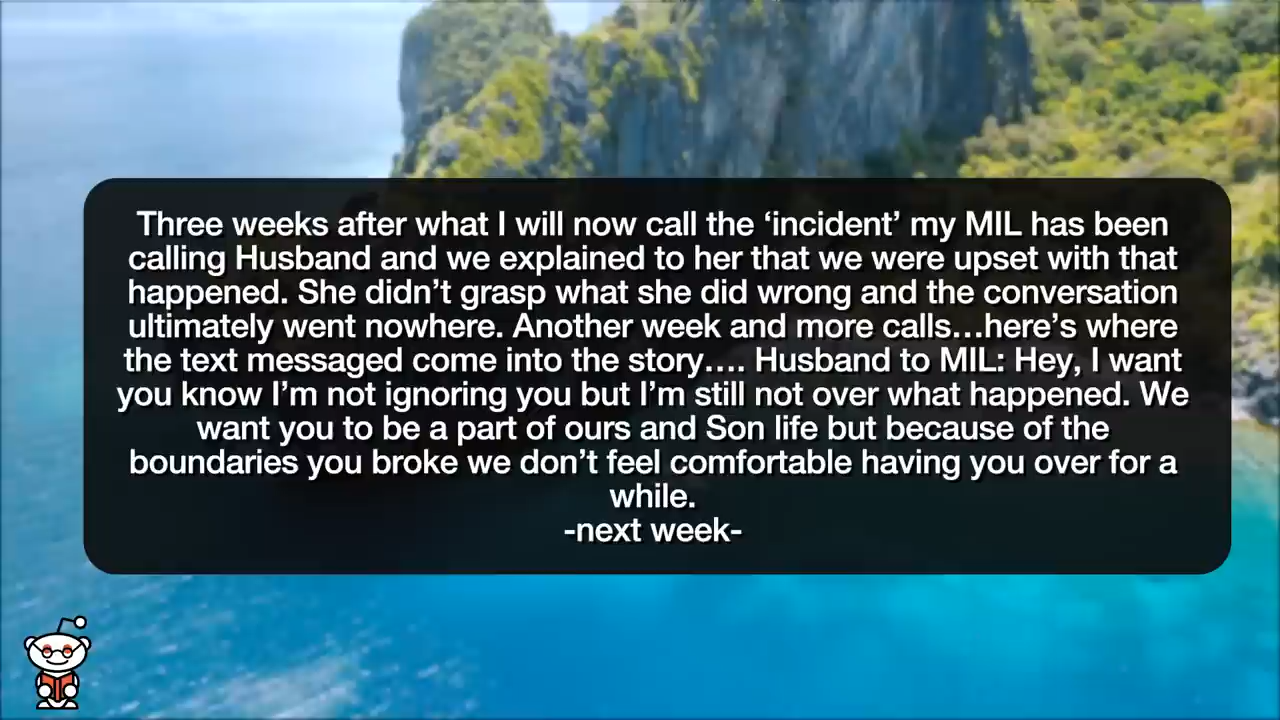 Three weeks after what I will now call the ‘incident’ my MIL has been
calling Husband and we explained to her that we were upset with that
happened. She didn’t grasp what she did wrong and the conversation
ultimately went nowhere. Another week and more calls…here’s where
the text messaged come into the story…. Husband to MIL: Hey, I want
you know I’m not ignoring you but I’m still not over what happened. We
want you to be a part of ours and Son life but because of the
boundaries you broke we don’t feel comfortable having you over for a
while.
-next week-